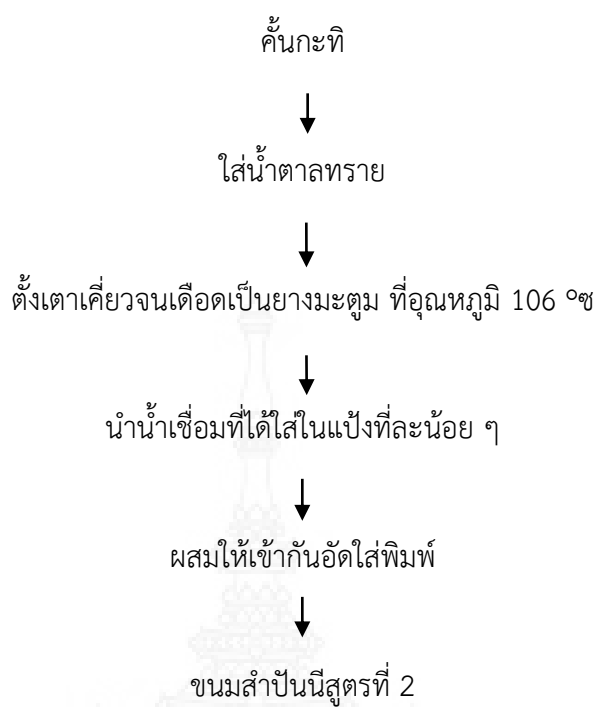 คั้นกะทิ
ใส่น้ำตาลทราย
ตั้งเตาเคี่ยวจนเดือดเป็นยางมะตูม ที่อุณหภูมิ 106 °ซ
นำน้ำเชื่อมที่ได้ใส่ในแป้งที่ละน้อย ๆ
ผสมให้เข้ากันอัดใส่พิมพ์
ขนมสำปันนีสูตรที่ 2